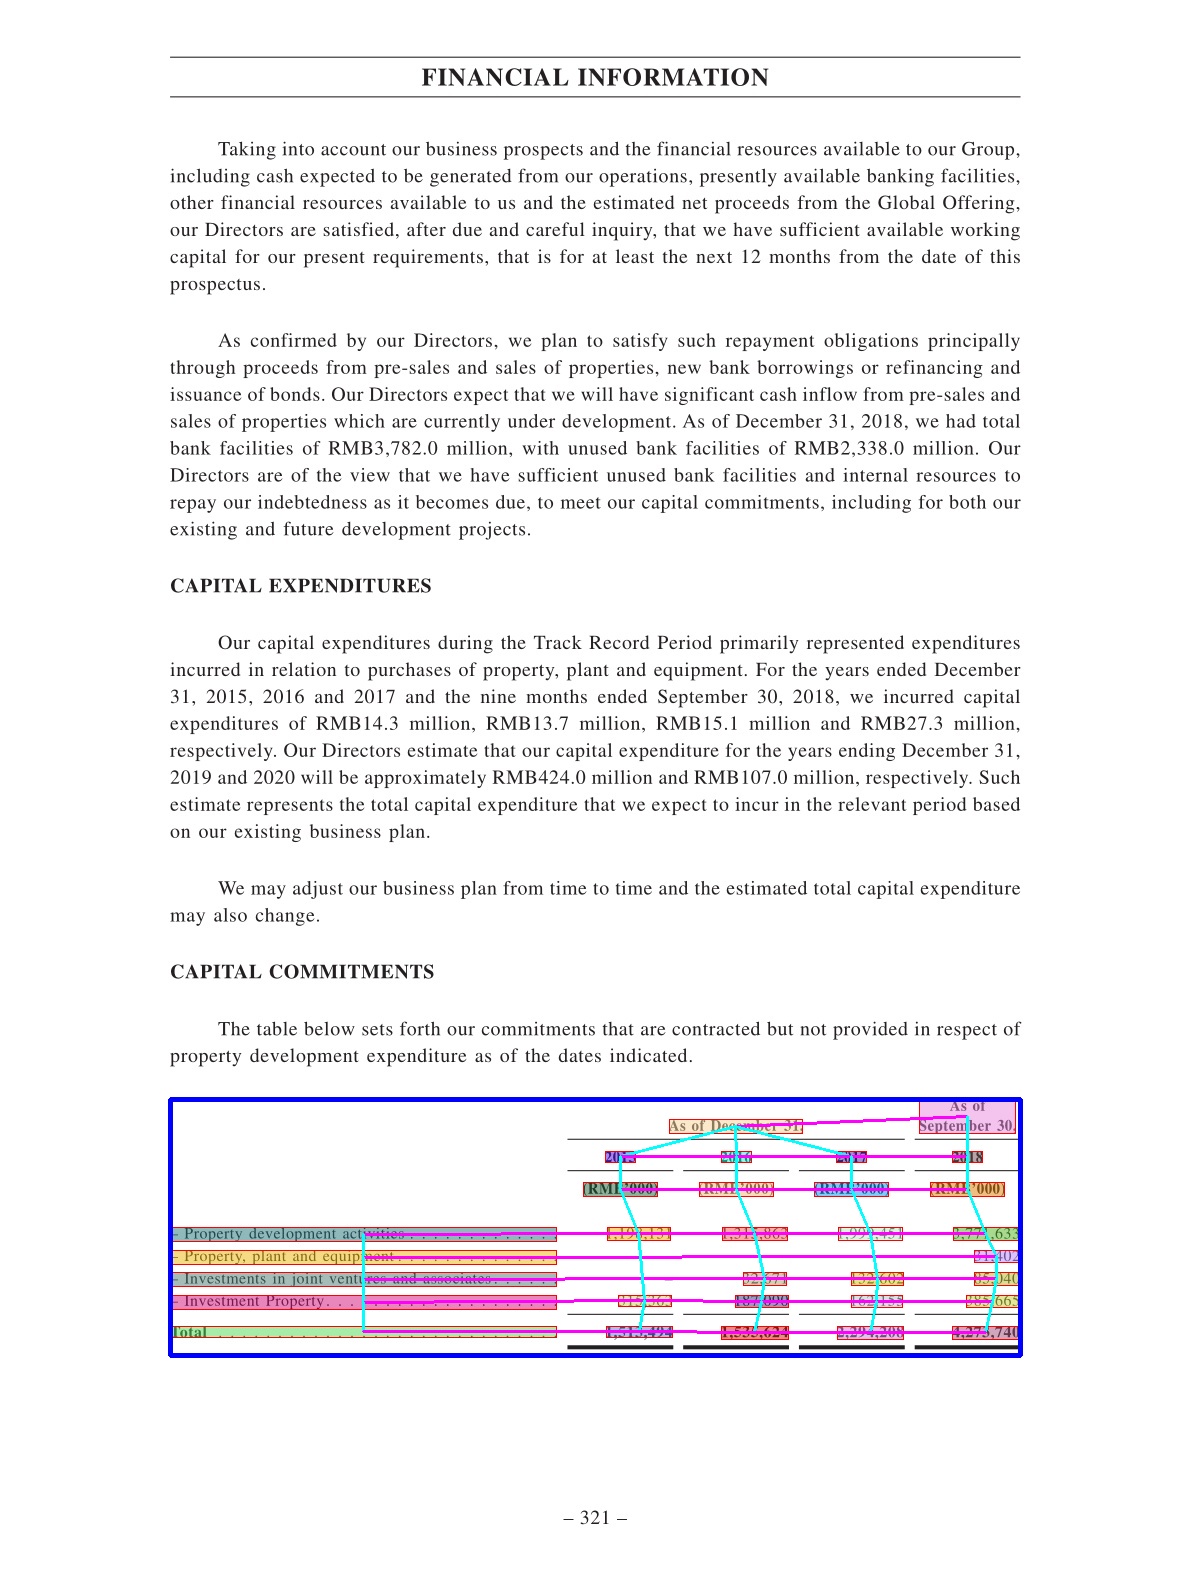 FINANCIAL INFORMATION
Taking into account our business prospects and the financial resources available to our Group,
including cash expected to be generated from our operations, presently available banking facilities,
other financial resources available to us and the estimated net proceeds from the Global Offering,
our Directors are satisfied, after due and careful inquiry, that we have sufficient available working
capital for our present requirements, that is for at least the next 12 months from the date of this
prospectus.
As confirmed by our Directors, we plan to satisfy such repayment obligations principally
through proceeds from pre-sales and sales of properties, new bank borrowings or refinancing and
issuance of bonds. Our Directors expect that we will have significant cash inflow from pre-sales and
sales of properties which are currently under development. As of December 31, 2018, we had total
bank facilities of RMB3,782.0 million, with unused bank facilities of RMB2,338.0 million. Our
Directors are of the view that we have sufficient unused bank facilities and internal resources to
repay our indebtedness as it becomes due, to meet our capital commitments, including for both our
existing and future development projects.
CAPITAL EXPENDITURES
Our capital expenditures during the Track Record Period primarily represented expenditures
incurred in relation to purchases of property, plant and equipment. For the years ended December
31, 2015, 2016 and 2017 and the nine months ended September 30, 2018, we incurred capital
expenditures of RMB14.3 million, RMB13.7 million, RMB15.1 million and RMB27.3 million,
respectively. Our Directors estimate that our capital expenditure for the years ending December 31,
2019 and 2020 will be approximately RMB424.0 million and RMB107.0 million, respectively. Such
estimate represents the total capital expenditure that we expect to incur in the relevant period based
on our existing business plan.
We may adjust our business plan from time to time and the estimated total capital expenditure
may also change.
CAPITAL COMMITMENTS
The table below sets forth our commitments that are contracted but not provided in respect of
property development expenditure as of the dates indicated.
As of
As of December 31, September 30,
2015 2016 2017 2018
(RMB'000) (RMB'000) (RMB'000) (RMB'000)
– Property development activities 1,315,863 1,999,451 3,771,633
– Property, plant and equipment 31,402
– Investments in joint ventures and associates 32,671 132,602 85,040
– Investment Property 187,090 162,155 385,665
Total 1,513,494 1,535,624 2,294,208 4,273,740
– 321 –